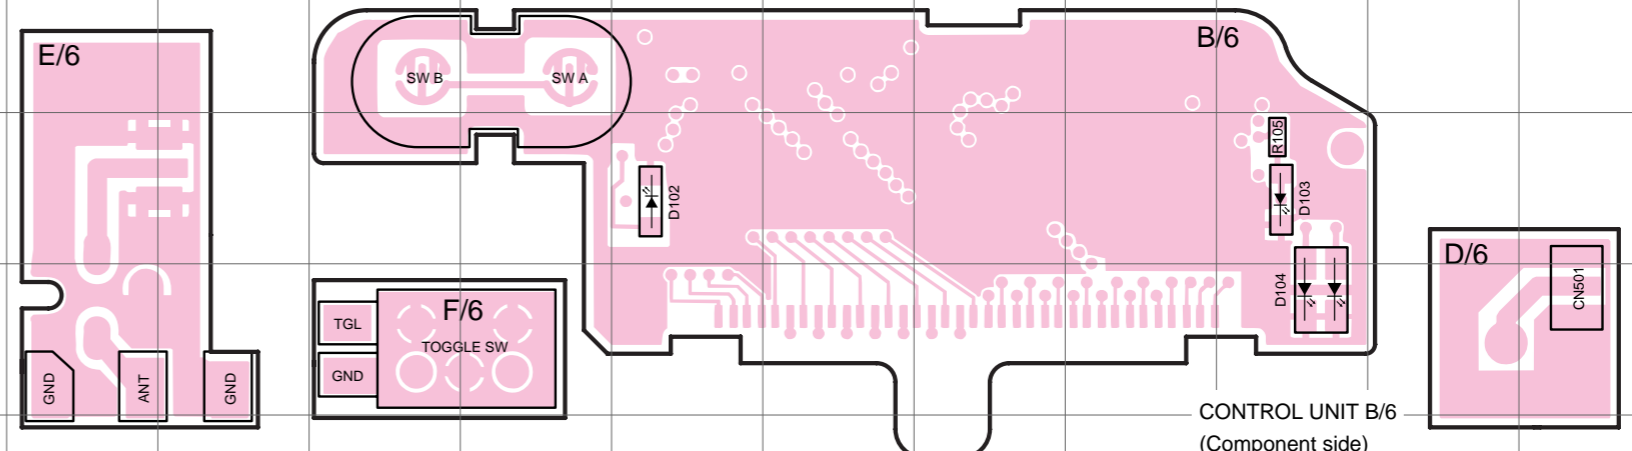 E/6
GND
ANT
GND
SW B
SW A
B/6
D102
R105
D103
D104
F/6
TGL
TOGGLE SW
GND
D/6
CN501
CONTROL UNIT B/6
(Component side)